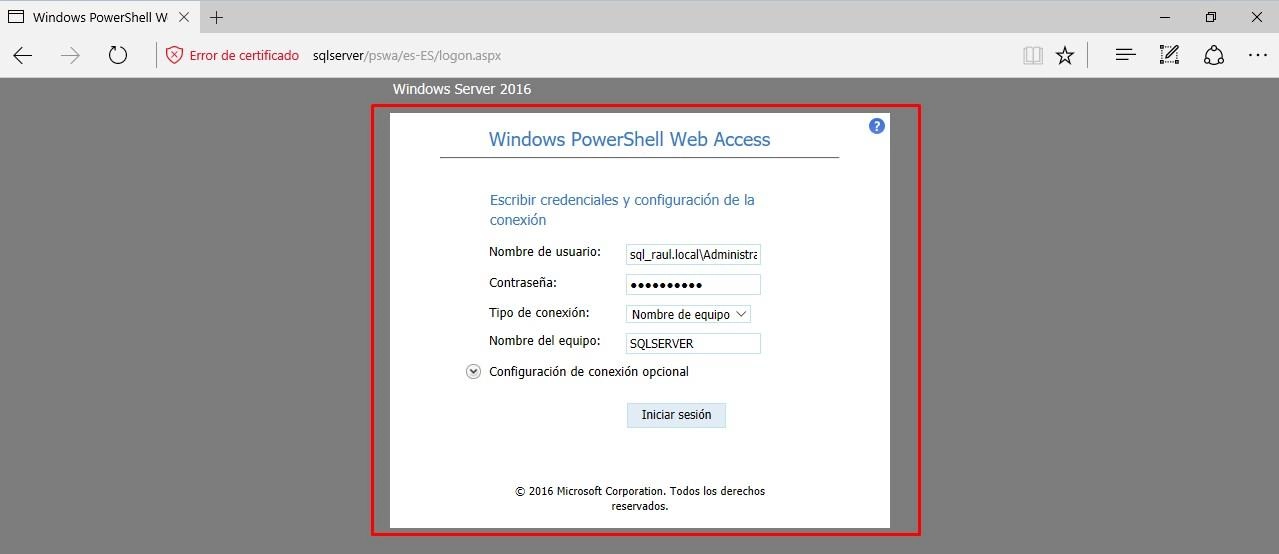 Windows PowerShell W
Error de certificado sqlserver/pswa/es-ES/logon.aspx
Windows Server 2016
Windows PowerShell Web Access
?
Escribir credenciales y configuración de la
conexión
Nombre de usuario: sql_raul.local\Administra
Contraseña: ●●●●●●●●●●
Tipo de conexión: Nombre de equipo
Nombre del equipo: SQLSERVER
Configuración de conexión opcional
Iniciar sesión
© 2016 Microsoft Corporation. Todos los derechos
reservados.